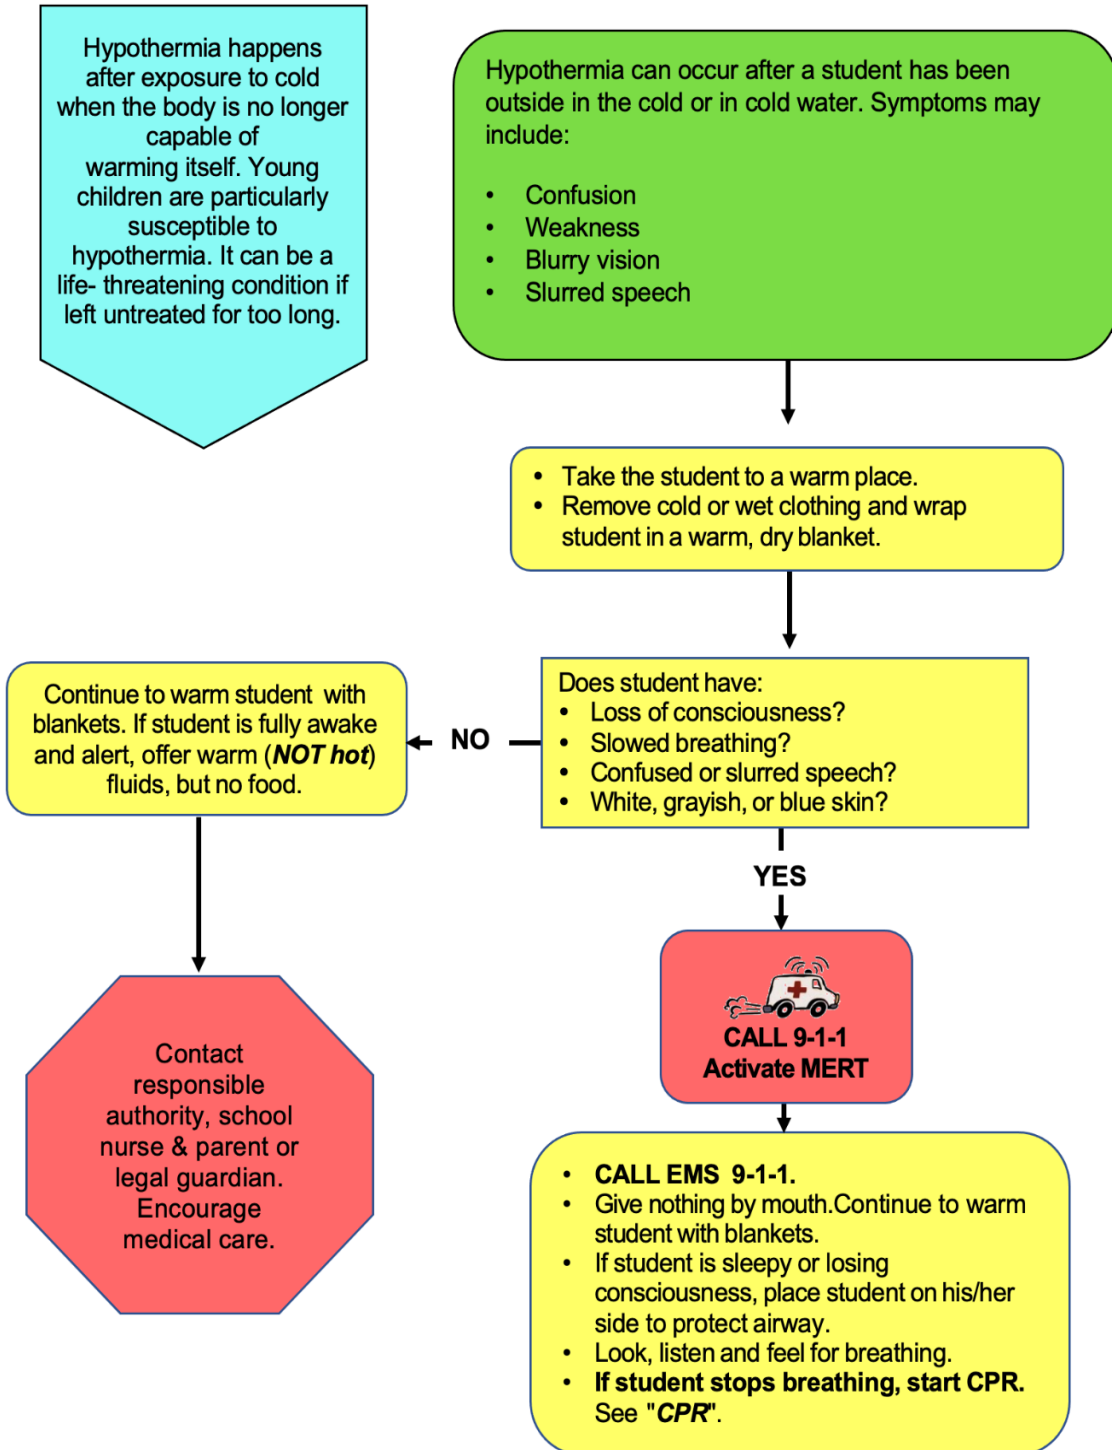 Hypothermia happens
after exposure to cold
when the body is no longer
capable of
warming itself. Young
children are particularly
susceptible to
hypothermia. It can be a
life- threatening condition if
left untreated for too long.
Hypothermia can occur after a student has been
outside in the cold or in cold water. Symptoms may
include:
• Confusion
• Weakness
• Blurry vision
• Slurred speech
• Take the student to a warm place.
• Remove cold or wet clothing and wrap
student in a warm, dry blanket.
Does student have:
• Loss of consciousness?
• Slowed breathing?
• Confused or slurred speech?
• White, grayish, or blue skin?
NO
Continue to warm student with
blankets. If student is fully awake
and alert, offer warm (NOT hot)
fluids, but no food.
Contact
responsible
authority, school
nurse & parent or
legal guardian.
Encourage
medical care.
YES
CALL 9-1-1
Activate MERT
• CALL EMS 9-1-1.
• Give nothing by mouth.Continue to warm
student with blankets.
• If student is sleepy or losing
consciousness, place student on his/her
side to protect airway.
• Look, listen and feel for breathing.
• If student stops breathing, start CPR.
See "CPR".